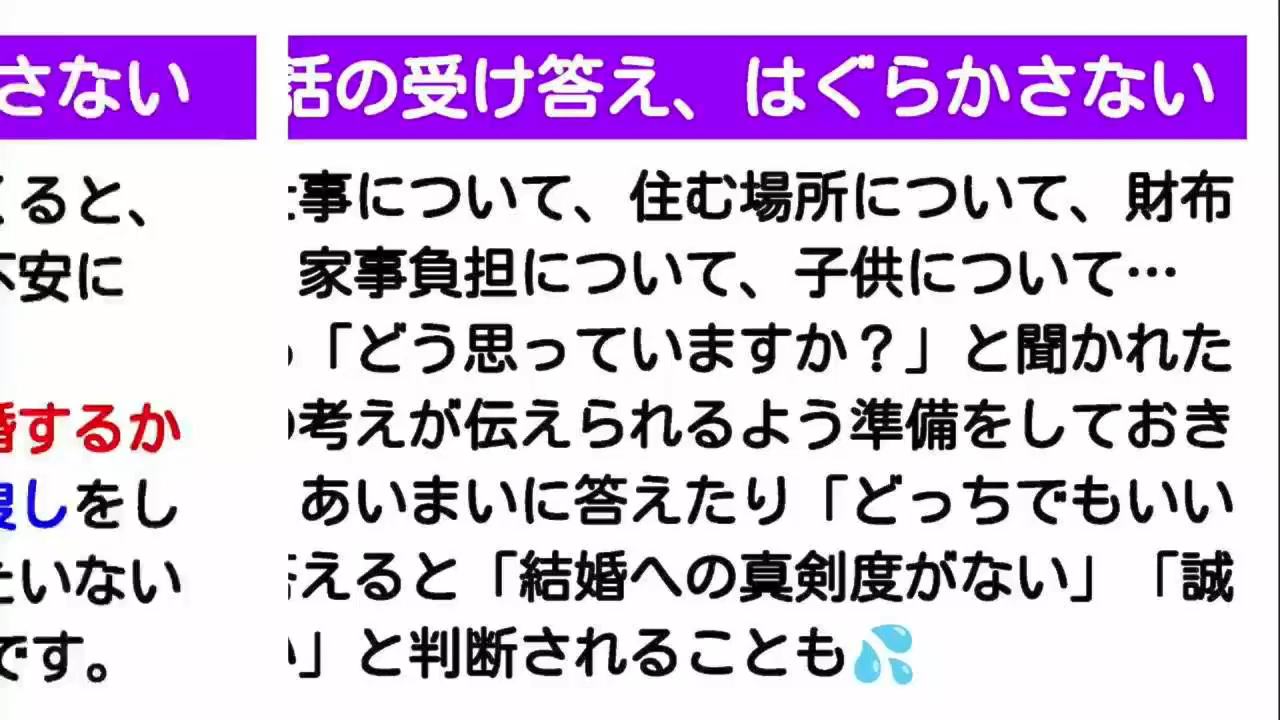 さない
ると、
安に
するか
しをし
いない
です。
話の受け答え、はぐらかさない
事について、住む場所について、財布
家事負担について、子供について…
「どう思っていますか？」と聞かれた
考えが伝えられるよう準備をしておき
あいまいに答えたり「どっちでもいい
えると「結婚への真剣度がない」「誠
」と判断されることも💦